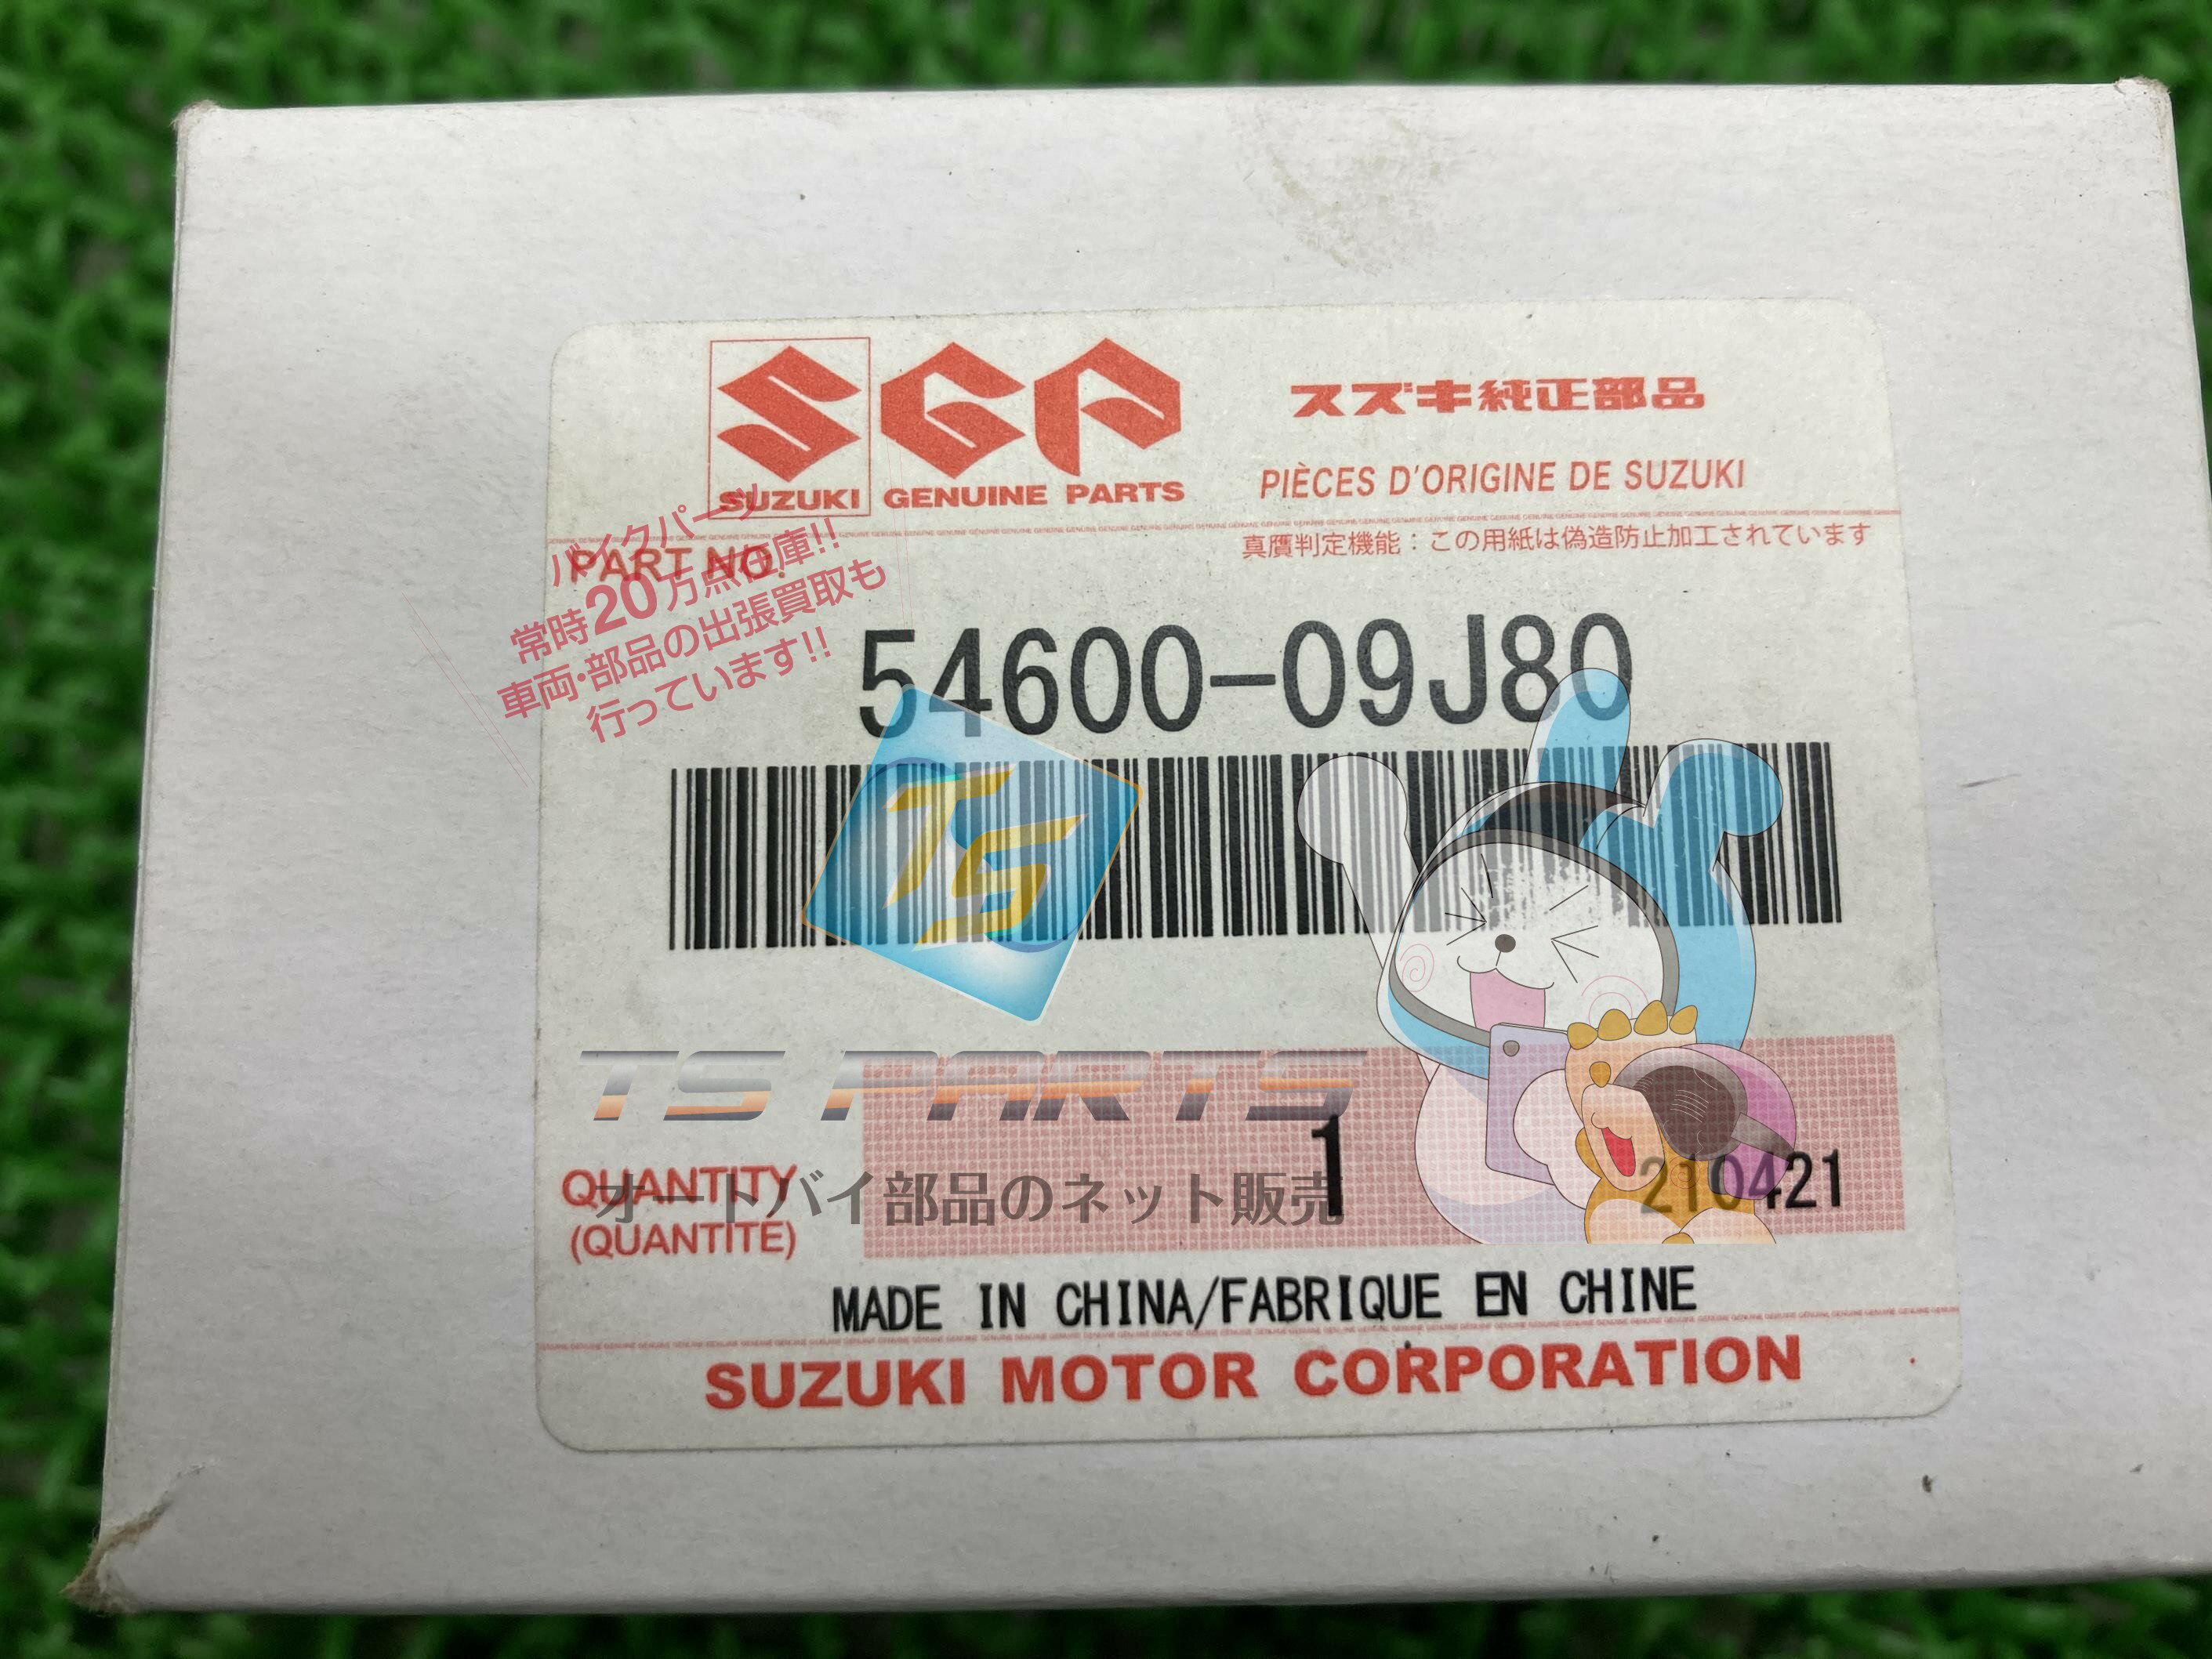 SUZUKI GENUINE PARTS
スズキ純正部品
PIÈCES D'ORIGINE DE SUZUKI
真贋判定機能：この用紙は偽造防止加工されています
PART NO.
バイクパーツ
常時20万点在庫!!
車両・部品の出張買取も
行っています!!
54600-09J80
TS
TS PARTS
オートバイ部品のネット販売
QUANTITY 1 210421
(QUANTITÉ)
MADE IN CHINA/FABRIQUE EN CHINE
SUZUKI MOTOR CORPORATION